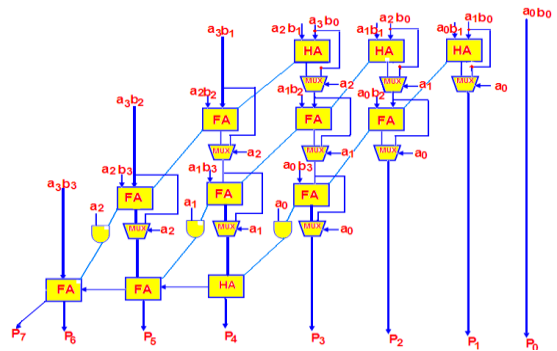 a₂b₁ a₃b₀ a₁b₁ a₂b₀ a₀b₁ a₁b₀ a₀b₀
a₃b₁
HA HA HA
MUX a₂ MUX a₁ MUX a₀
a₂b₂ a₁b₂ a₀b₂
a₃b₂
FA FA FA
MUX a₂ MUX a₁ MUX a₀
a₂b₃ a₁b₃ a₀b₃
a₃b₃
FA FA FA
a₂ a₁ a₀
MUX a₂ MUX a₁ MUX a₀
FA FA HA
P₇ P₆ P₅ P₄ P₃ P₂ P₁ P₀